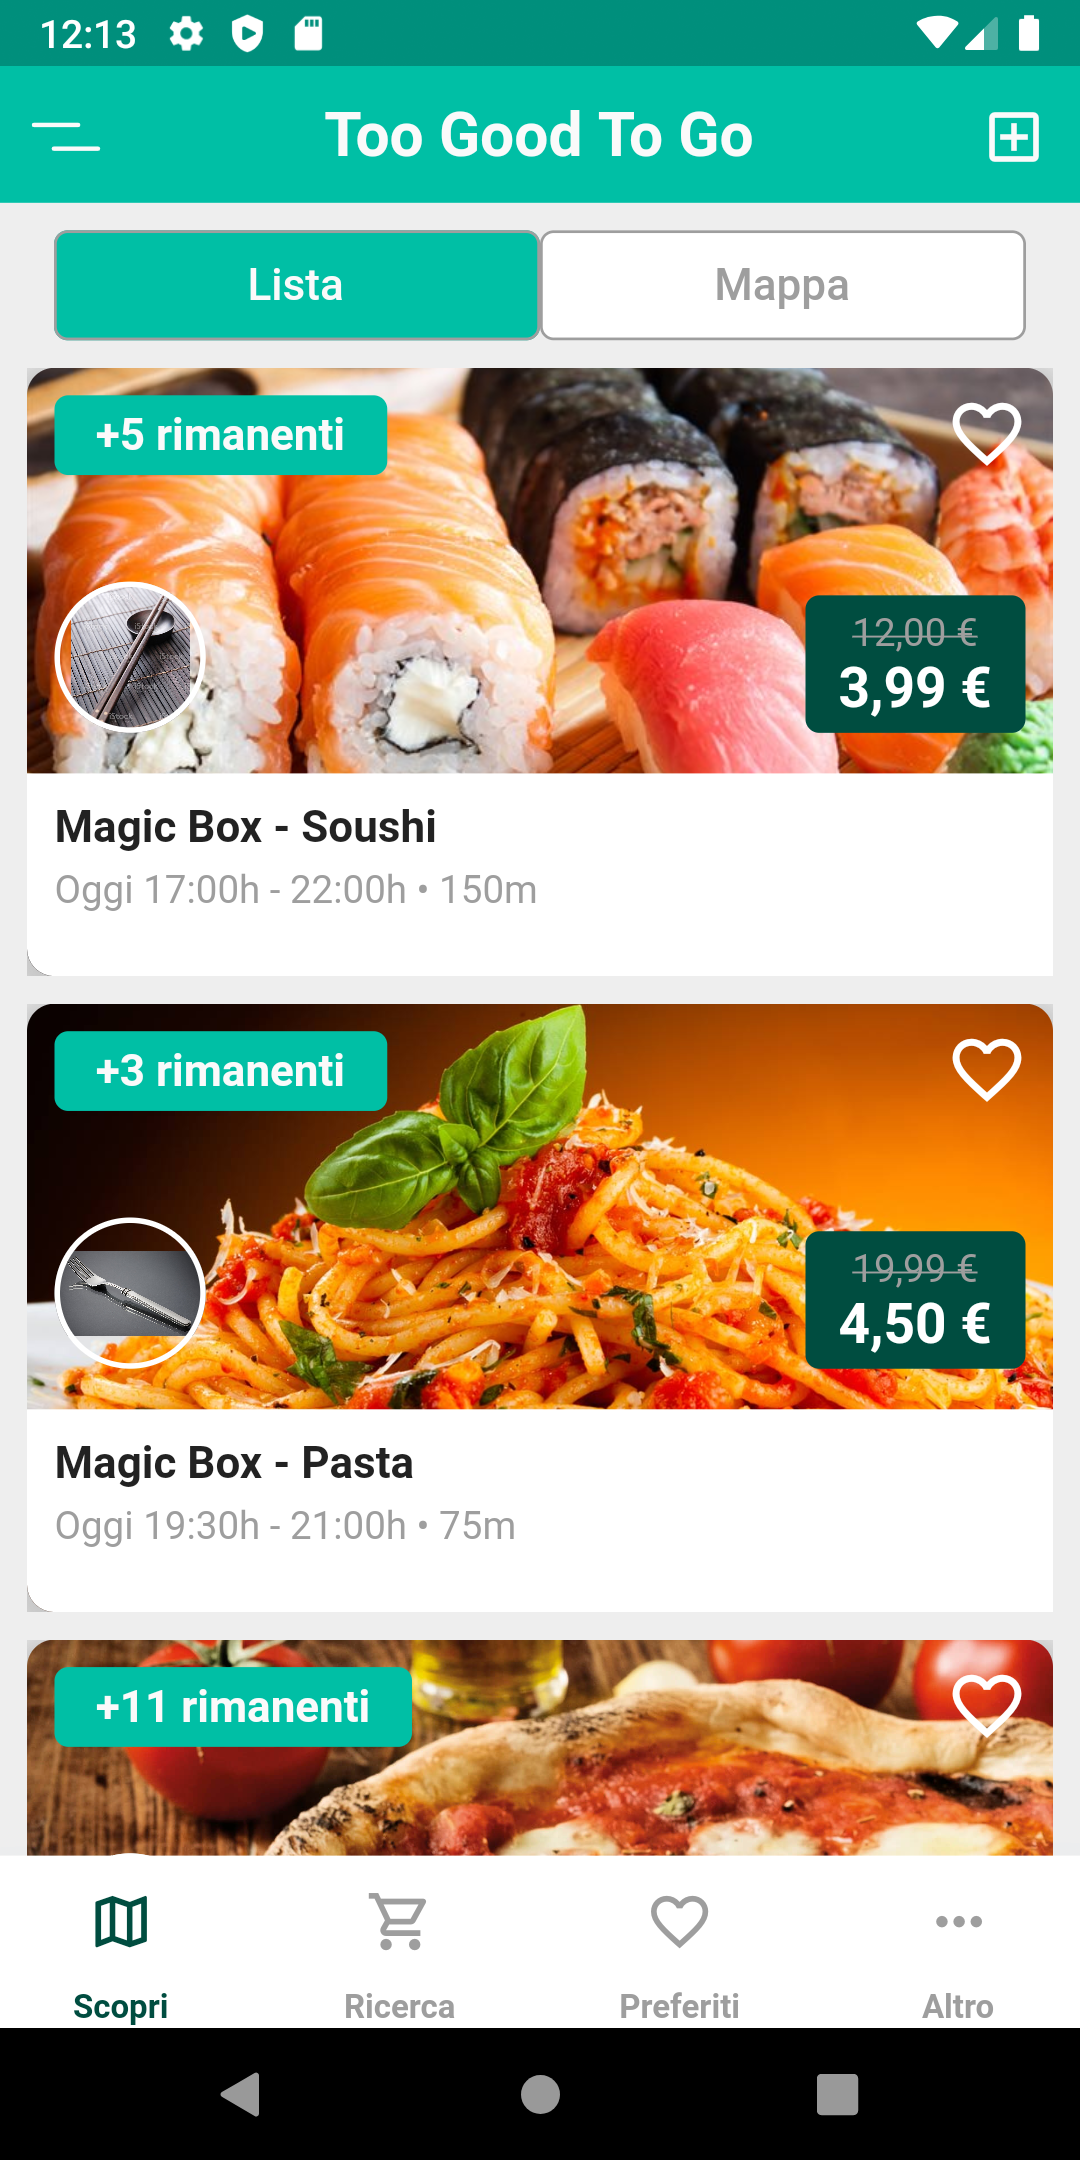 12:13
Too Good To Go
Lista
Mappa
+5 rimanenti
12,00 €
3,99 €
Magic Box - Soushi
Oggi 17:00h - 22:00h • 150m
+3 rimanenti
19,99 €
4,50 €
Magic Box - Pasta
Oggi 19:30h - 21:00h • 75m
+11 rimanenti
Scopri
Ricerca
Preferiti
Altro